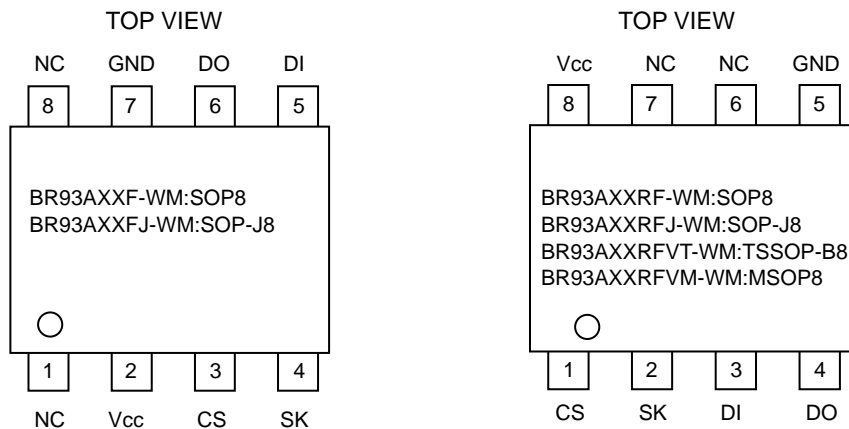 TOP VIEW
NC GND DO DI
8 7 6 5
BR93AXXF-WM:SOP8
BR93AXXFJ-WM:SOP-J8
1 2 3 4
NC Vcc CS SK
TOP VIEW
Vcc NC NC GND
8 7 6 5
BR93AXXRF-WM:SOP8
BR93AXXRFJ-WM:SOP-J8
BR93AXXRFVT-WM:TSSOP-B8
BR93AXXRFVM-WM:MSOP8
1 2 3 4
CS SK DI DO